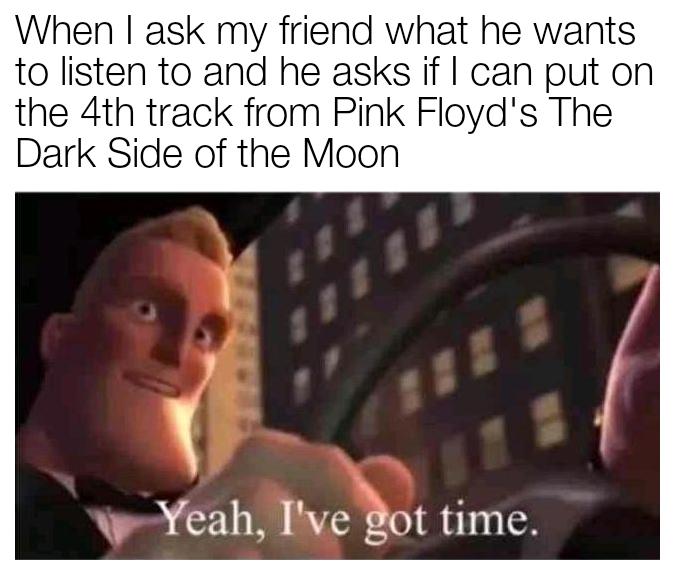 When I ask my friend what he wants
to listen to and he asks if I can put on
the 4th track from Pink Floyd's The
Dark Side of the Moon
Yeah, I've got time.